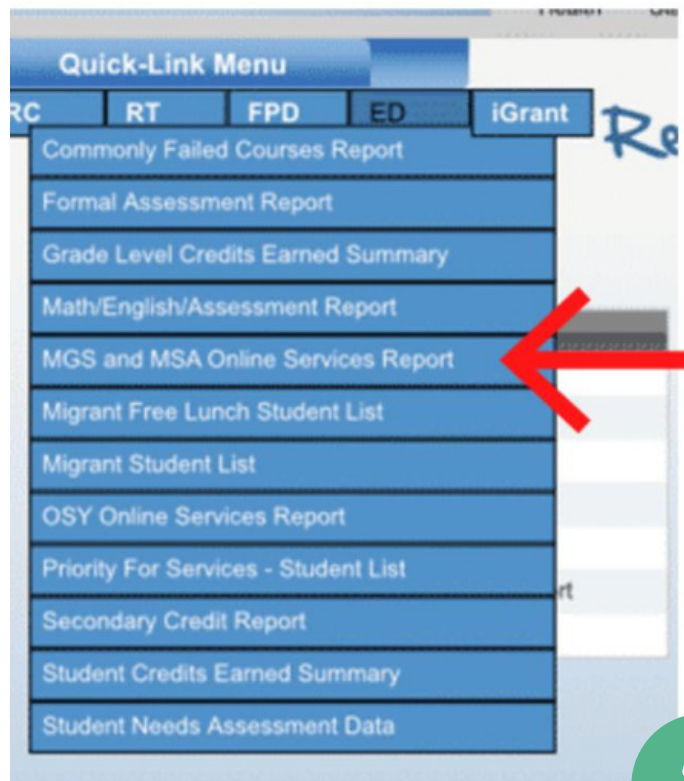 Quick-Link Menu
RC RT FPD ED iGrant
Re
Commonly Failed Courses Report
Formal Assessment Report
Grade Level Credits Earned Summary
Math/English/Assessment Report
MGS and MSA Online Services Report
Migrant Free Lunch Student List
Migrant Student List
OSY Online Services Report
Priority For Services - Student List
rt
Secondary Credit Report
Student Credits Earned Summary
Student Needs Assessment Data